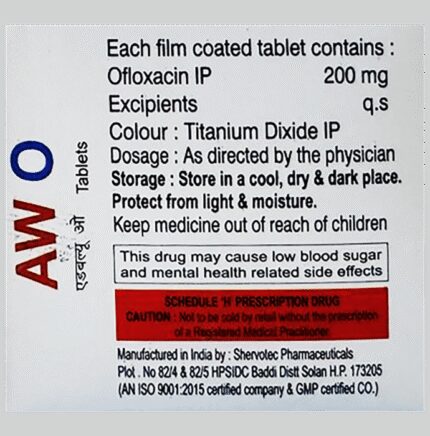 AW O
एडबल्यू ओ Tablets
Each film coated tablet contains :
Ofloxacin IP 200 mg
Excipients q.s
Colour : Titanium Dixide IP
Dosage : As directed by the physician
Storage : Store in a cool, dry & dark place.
Protect from light & moisture.
Keep medicine out of reach of children
This drug may cause low blood sugar
and mental health related side effects
SCHEDULE 'H' PRESCRIPTION DRUG
CAUTION : Not to be sold by retail without the prescription
of a Registered Medical Practitioner.
Manufactured in India by : Shervotec Pharmaceuticals
Plot . No 82/4 & 82/5 HPSIDC Baddi Distt Solan H.P. 173205
(AN ISO 9001:2015 certified company & GMP certified CO.)